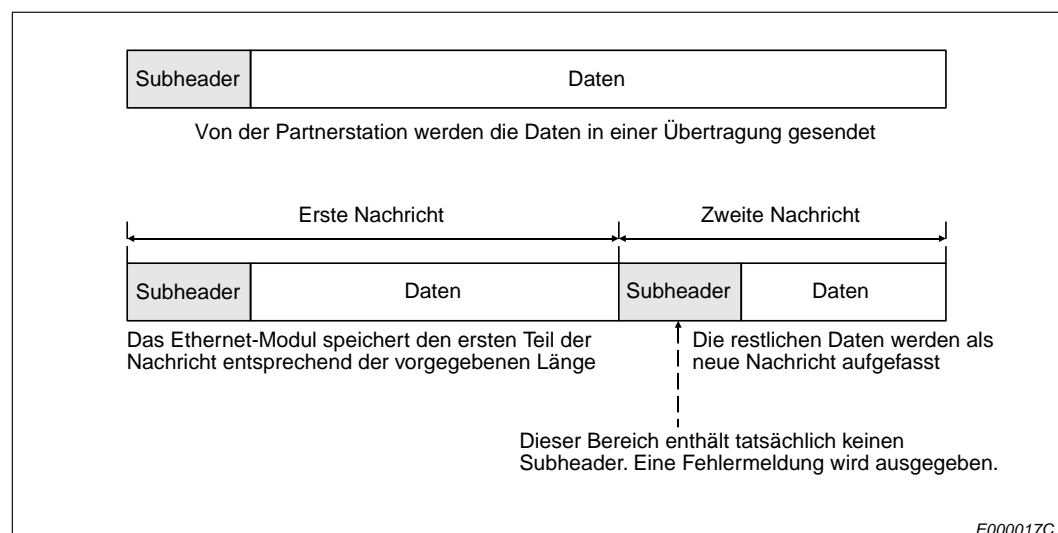 Subheader Daten
Von der Partnerstation werden die Daten in einer Übertragung gesendet
Erste Nachricht Zweite Nachricht
Subheader Daten Subheader Daten
Das Ethernet-Modul speichert den ersten Teil der
Nachricht entsprechend der vorgegebenen Länge
Die restlichen Daten werden als
neue Nachricht aufgefasst
Dieser Bereich enthält tatsächlich keinen
Subheader. Eine Fehlermeldung wird ausgegeben.
E000017C